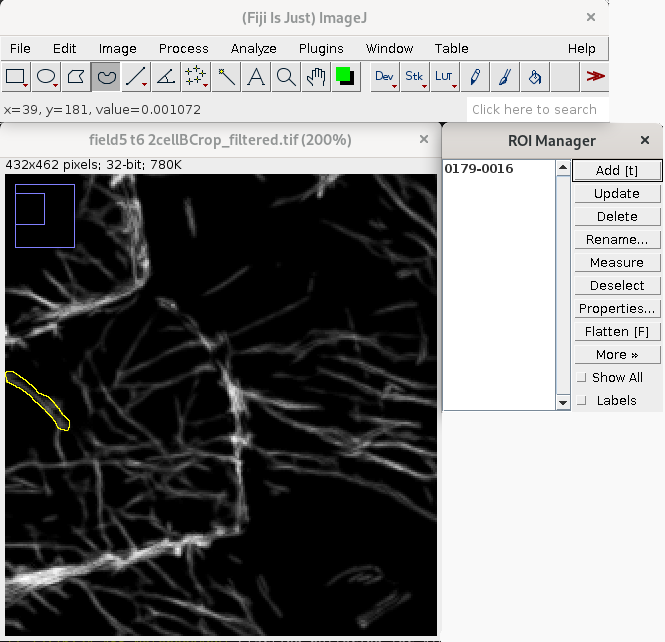 (Fiji Is Just) ImageJ
File Edit Image Process Analyze Plugins Window Table Help
A Dev Stk LUT
x=39, y=181, value=0.001072 Click here to search
field5 t6 2cellBCrop_filtered.tif (200%)
432x462 pixels; 32-bit; 780K
ROI Manager
0179-0016
Add [t]
Update
Delete
Rename...
Measure
Deselect
Properties...
Flatten [F]
More »
Show All
Labels